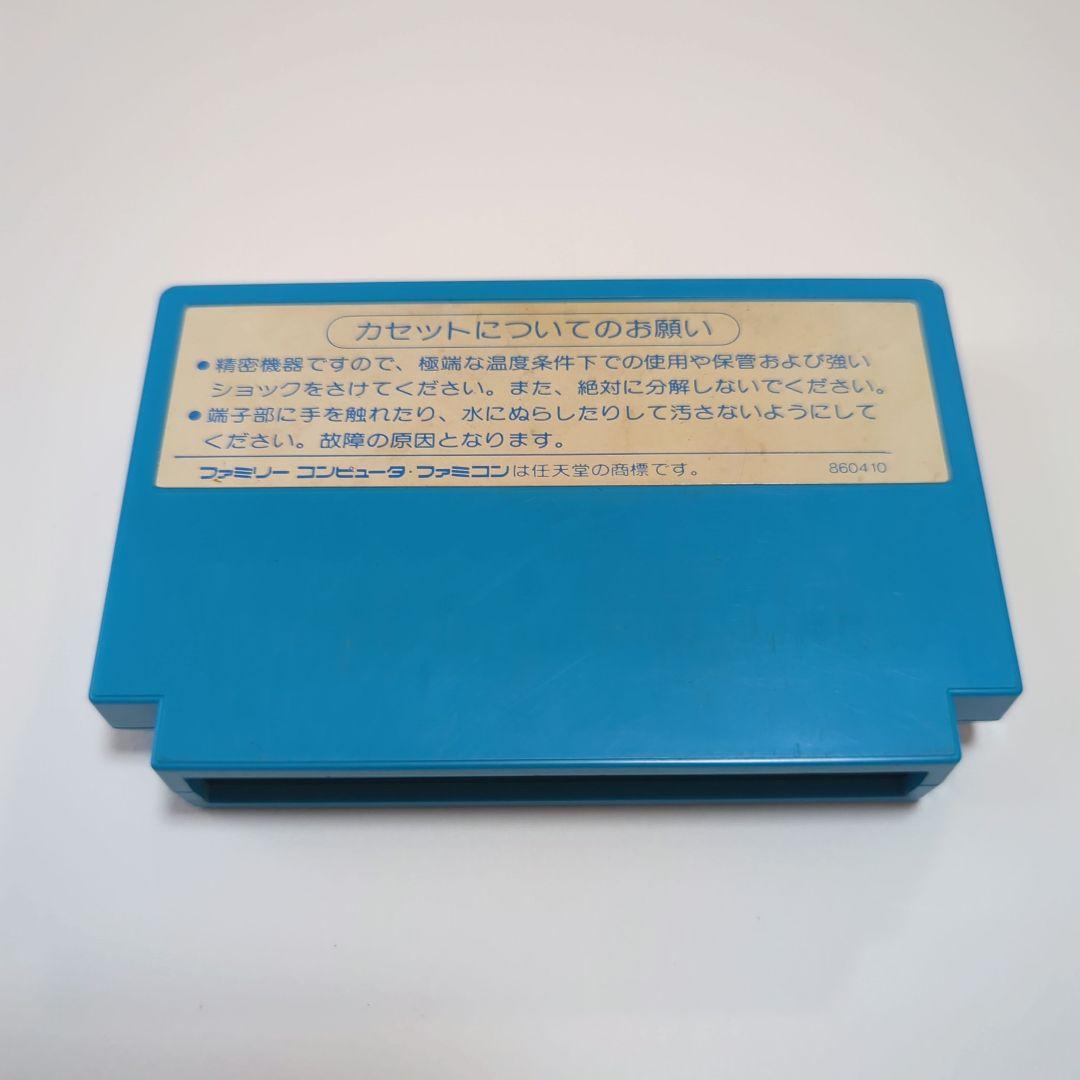 カセットについてのお願い
●精密機器ですので、極端な温度条件下での使用や保管および強い
ショックをさけてください。また、絶対に分解しないでください。
●端子部に手を触れたり、水にぬらしたりして汚さないようにして
ください。故障の原因となります。
ファミリー コンピュータ・ファミコンは任天堂の商標です。 860410